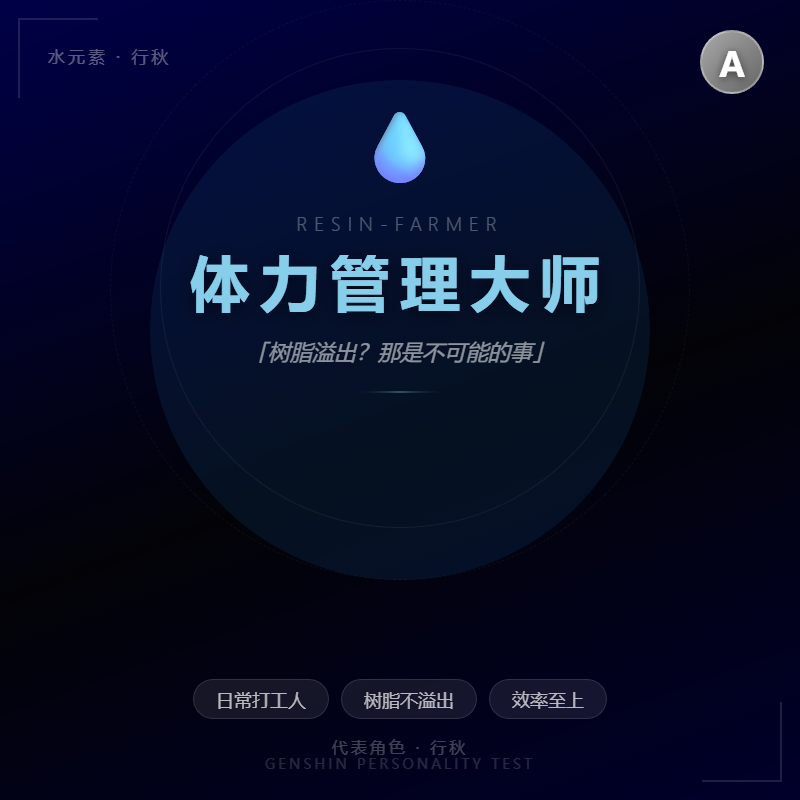 水元素 · 行秋
A
RESIN-FARMER
体力管理大师
「树脂溢出？那是不可能的事」
日常打工人
树脂不溢出
效率至上
代表角色 · 行秋
GENSHIN PERSONALITY TEST